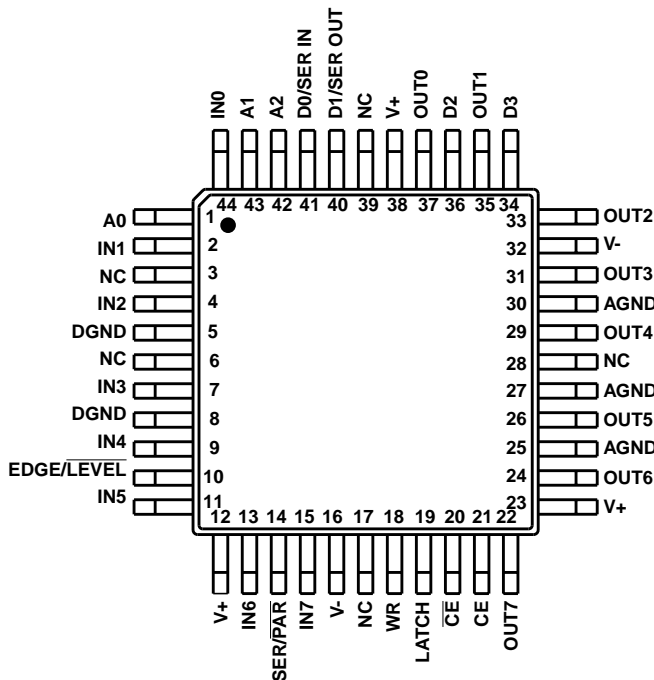 IN0
A1
A2
D0/SER IN
D1/SER OUT
NC
V+
OUT0
D2
OUT1
D3
44 43 42 41 40 39 38 37 36 35 34
A0 1
IN1 2
NC 3
IN2 4
DGND 5
NC 6
IN3 7
DGND 8
IN4 9
EDGE/LEVEL 10
IN5 11
33 OUT2
32 V-
31 OUT3
30 AGND
29 OUT4
28 NC
27 AGND
26 OUT5
25 AGND
24 OUT6
23 V+
12 13 14 15 16 17 18 19 20 21 22
V+
IN6
SER/PAR
IN7
V-
NC
WR
LATCH
CE
CE
OUT7